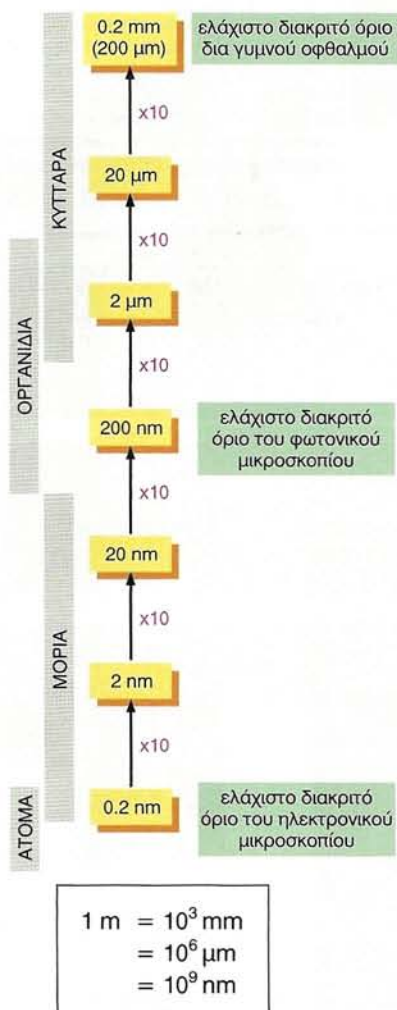 0.2 mm
(200 µm)
ελάχιστο διακριτό όριο
δια γυμνού οφθαλμού
x10
ΚΥΤΤΑΡΑ
20 µm
x10
ΟΡΓΑΝΙΔΙΑ
2 µm
x10
200 nm
ελάχιστο διακριτό
όριο του φωτονικού
μικροσκοπίου
x10
20 nm
ΜΟΡΙΑ
x10
2 nm
x10
ΑΤΟΜΑ
0.2 nm
ελάχιστο διακριτό
όριο του ηλεκτρονικού
μικροσκοπίου
1 m = 10³ mm
= 10⁶ µm
= 10⁹ nm